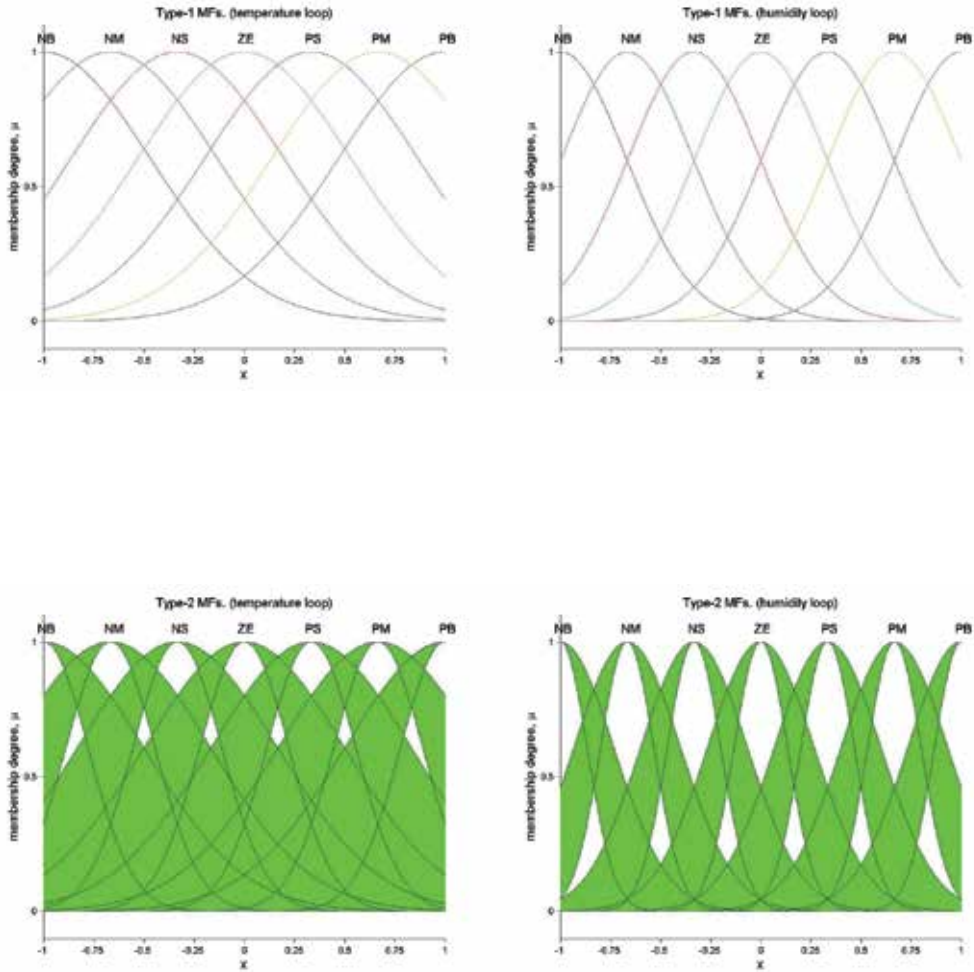 Type-1 MFs. (temperature loop)
NB NM NS ZE PS PM PB
1
0.5
0
membership degree, μ
-1 -0.75 -0.5 -0.25 0 0.25 0.5 0.75 1
X
Type-1 MFs. (humidity loop)
NB NM NS ZE PS PM PB
1
0.5
0
membership degree, μ
-1 -0.75 -0.5 -0.25 0 0.25 0.5 0.75 1
X
Type-2 MFs. (temperature loop)
NB NM NS ZE PS PM PB
1
0.5
0
membership degree, μ
-1 -0.75 -0.5 -0.25 0 0.25 0.5 0.75 1
X
Type-2 MFs. (humidity loop)
NB NM NS ZE PS PM PB
1
0.5
0
membership degree, μ
-1 -0.75 -0.5 -0.25 0 0.25 0.5 0.75 1
X